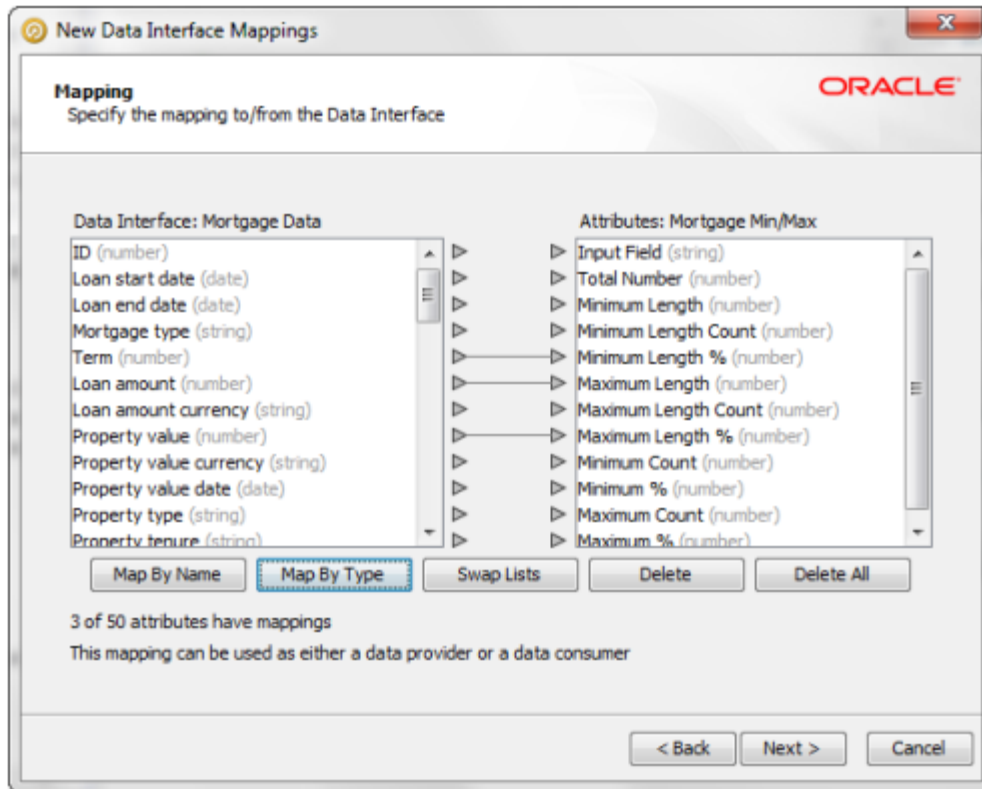 New Data Interface Mappings
Mapping
ORACLE
Specify the mapping to/from the Data Interface
Data Interface: Mortgage Data
ID (number)
Loan start date (date)
Loan end date (date)
Mortgage type (string)
Term (number)
Loan amount (number)
Loan amount currency (string)
Property value (number)
Property value currency (string)
Property value date (date)
Property type (string)
Property tenure (string)
Attributes: Mortgage Min/Max
Input Field (string)
Total Number (number)
Minimum Length (number)
Minimum Length Count (number)
Minimum Length % (number)
Maximum Length (number)
Maximum Length Count (number)
Maximum Length % (number)
Minimum Count (number)
Minimum % (number)
Maximum Count (number)
Maximum % (number)
Map By Name Map By Type Swap Lists Delete Delete All
3 of 50 attributes have mappings
This mapping can be used as either a data provider or a data consumer
< Back Next > Cancel